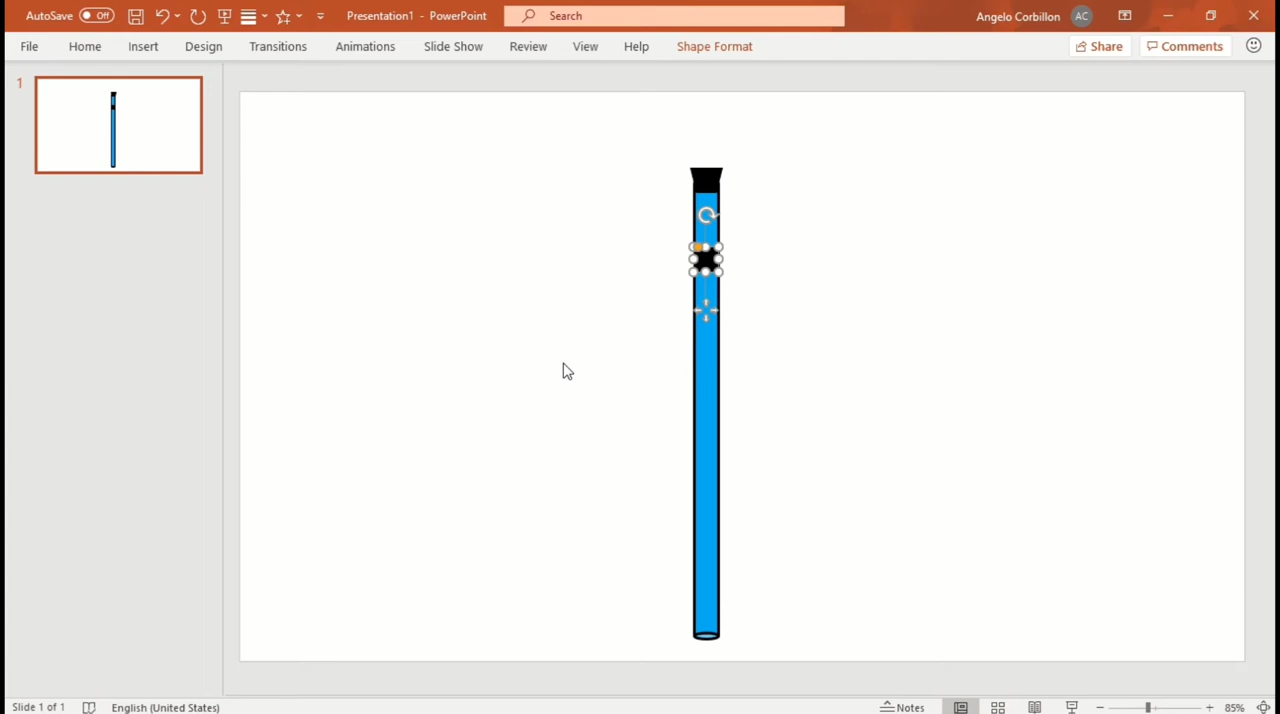 AutoSave Off Presentation1 - PowerPoint Search Angelo Corbillon AC
File Home Insert Design Transitions Animations Slide Show Review View Help Shape Format Share Comments
1
Slide 1 of 1 English (United States) Notes 85%